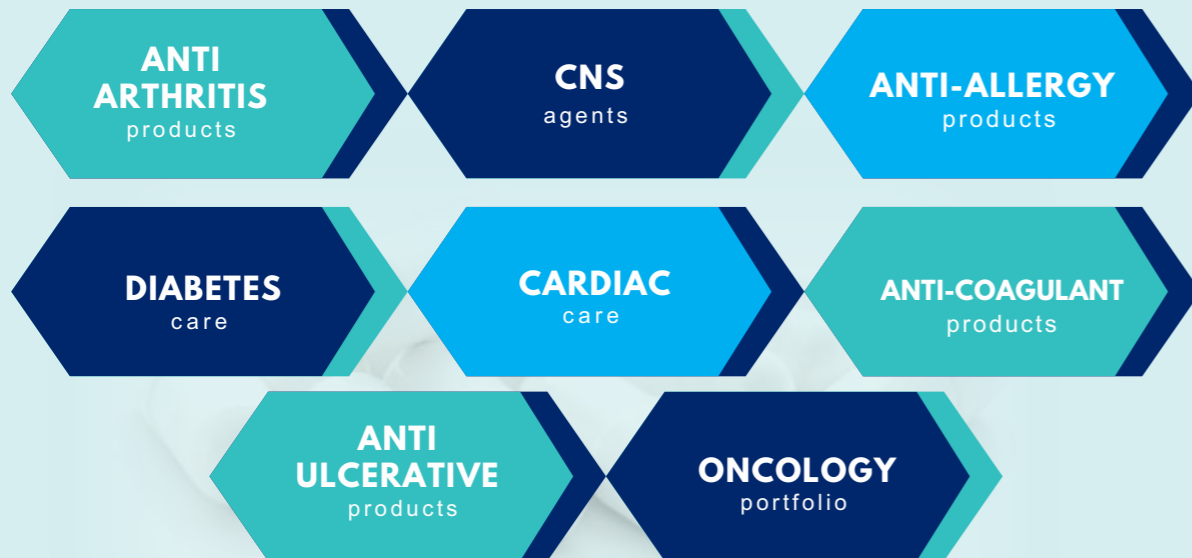 ANTI
ARTHRITIS
products
CNS
agents
ANTI-ALLERGY
products
DIABETES
care
CARDIAC
care
ANTI-COAGULANT
products
ANTI
ULCERATIVE
products
ONCOLOGY
portfolio